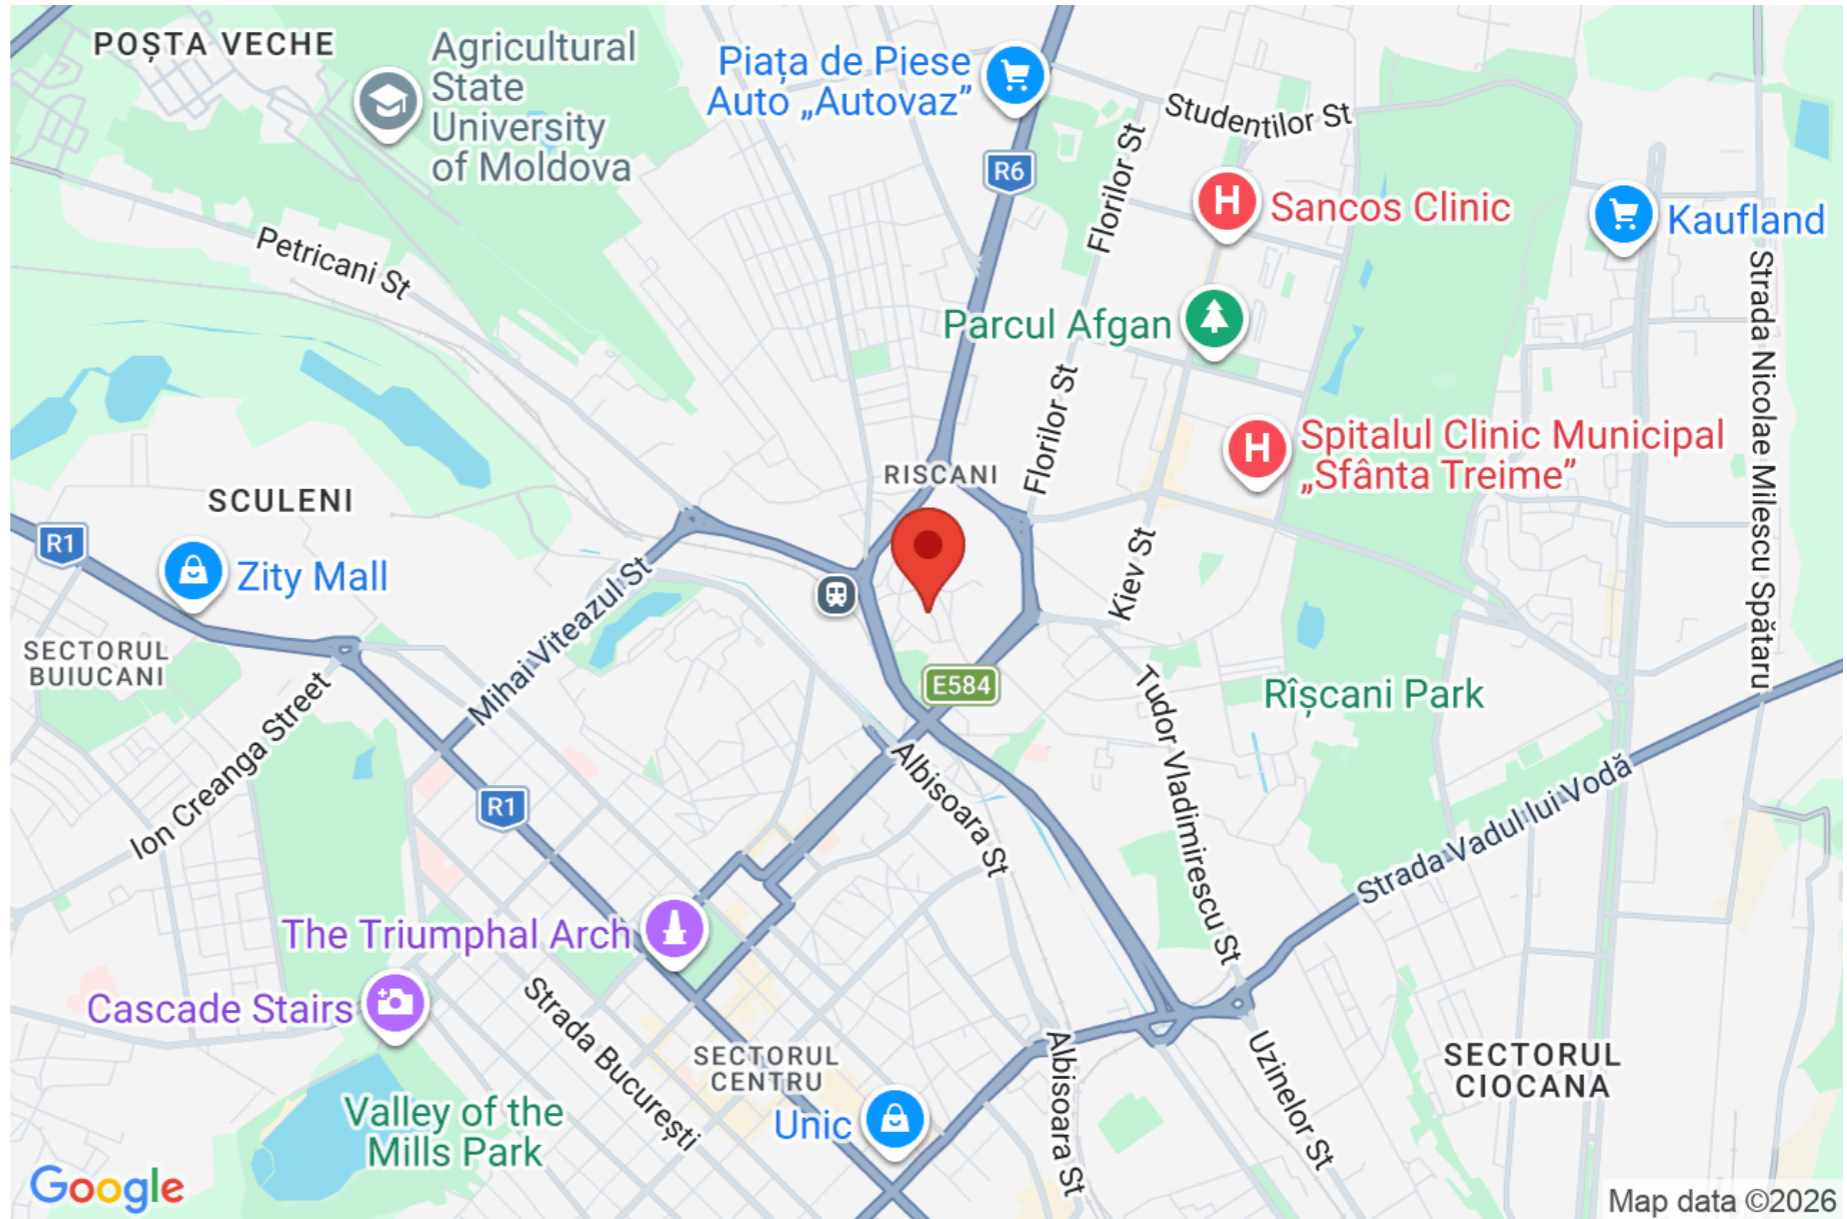 POȘTA VECHE
Agricultural
State
University
of Moldova
Piața de Piese
Auto „Autovaz”
Studentilor St
Florilor St
R6
Sancos Clinic
Kaufland
Petricani St
Strada Nicolae Milescu Spătaru
Parcul Afgan
Florilor St
Spitalul Clinic Municipal
„Sfânta Treime”
RISCANI
SCULENI
R1
Zity Mall
Kiev St
Mihai Viteazul St
SECTORUL
BUIUCANI
E584
Rîșcani Park
Ion Creanga Street
Tudor Vladimirescu St
Albisoara St
R1
Strada Vadul lui Vodă
The Triumphal Arch
Cascade Stairs
Strada București
SECTORUL
CENTRU
Albisoara St
Uzinelor St
SECTORUL
CIOCANA
Valley of the
Mills Park
Unic
Google
Map data ©2026